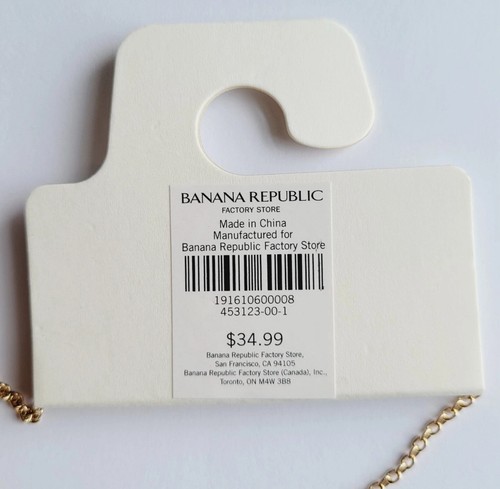 BANANA REPUBLIC
FACTORY STORE
Made in China
Manufactured for
Banana Republic Factory Store
191610600008
453123-00-1
$34.99
Banana Republic Factory Store,
San Francisco, CA 94105
Banana Republic Factory Store (Canada), Inc.,
Toronto, ON M4W 3B8